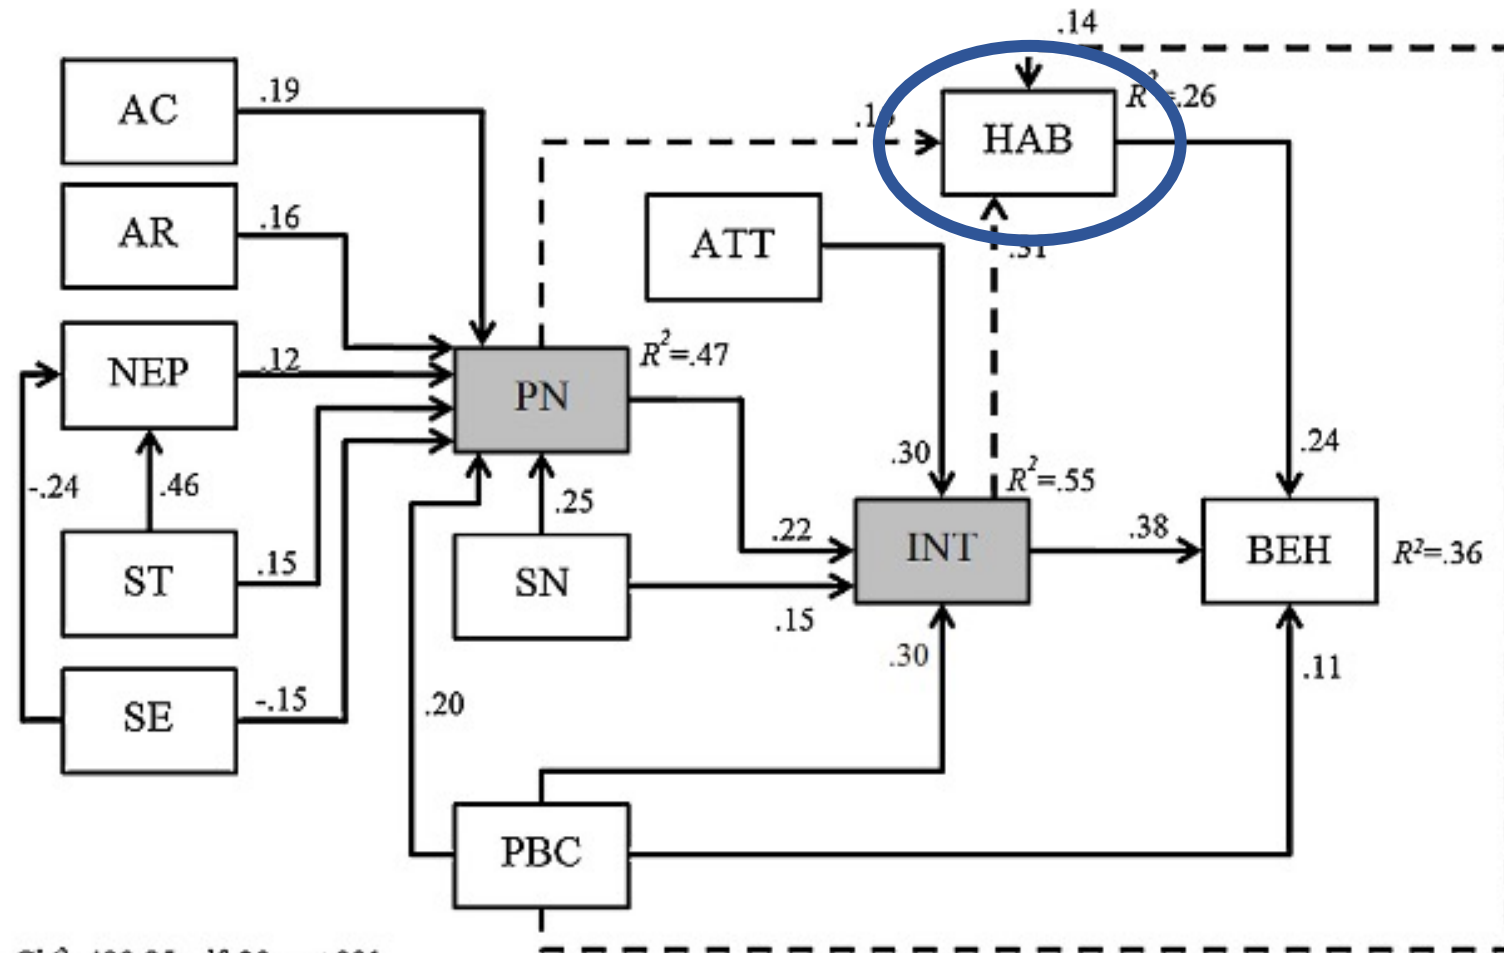 .14
AC
.19
R²=.26
HAB
AR
.16
ATT
.31
NEP
.12
R²=.47
PN
.30
.24
-.24
.46
.25
R²=.55
ST
.15
SN
.22
INT
.38
BEH
R²=.36
.15
.30
.11
SE
-.15
.20
PBC